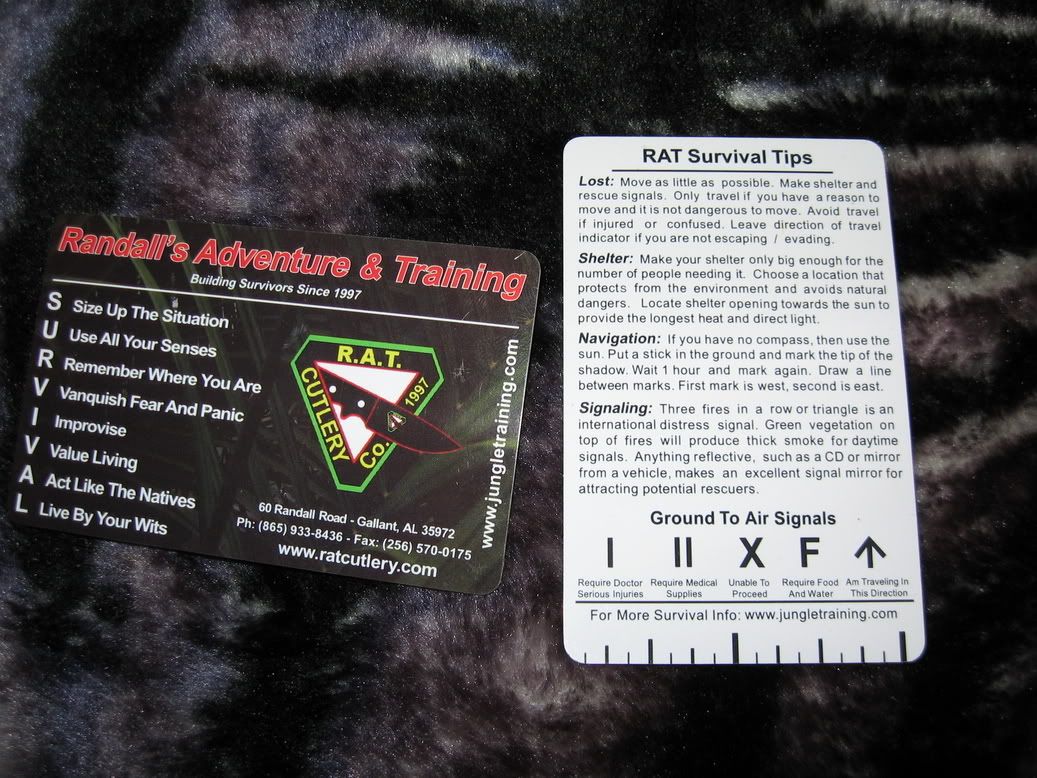 Randall's Adventure & Training
Building Survivors Since 1997
S Size Up The Situation
U Use All Your Senses
R Remember Where You Are
V Vanquish Fear And Panic
I Improvise
V Value Living
A Act Like The Natives
L Live By Your Wits
R.A.T.
CUTLERY
Co.
1997
www.jungletraining.com
60 Randall Road - Gallant, AL 35972
Ph: (865) 933-8436 - Fax: (256) 570-0175
www.ratcutlery.com
RAT Survival Tips
Lost: Move as little as possible. Make shelter and
rescue signals. Only travel if you have a reason to
move and it is not dangerous to move. Avoid travel
if injured or confused. Leave direction of travel
indicator if you are not escaping / evading.
Shelter: Make your shelter only big enough for the
number of people needing it. Choose a location that
protects from the environment and avoids natural
dangers. Locate shelter opening towards the sun to
provide the longest heat and direct light.
Navigation: If you have no compass, then use the
sun. Put a stick in the ground and mark the tip of the
shadow. Wait 1 hour and mark again. Draw a line
between marks. First mark is west, second is east.
Signaling: Three fires in a row or triangle is an
international distress signal. Green vegetation on
top of fires will produce thick smoke for daytime
signals. Anything reflective, such as a CD or mirror
from a vehicle, makes an excellent signal mirror for
attracting potential rescuers.
Ground To Air Signals
I II X F ↑
Require Doctor Require Medical Unable To Require Food Am Traveling In
Serious Injuries Supplies Proceed And Water This Direction
For More Survival Info: www.jungletraining.com